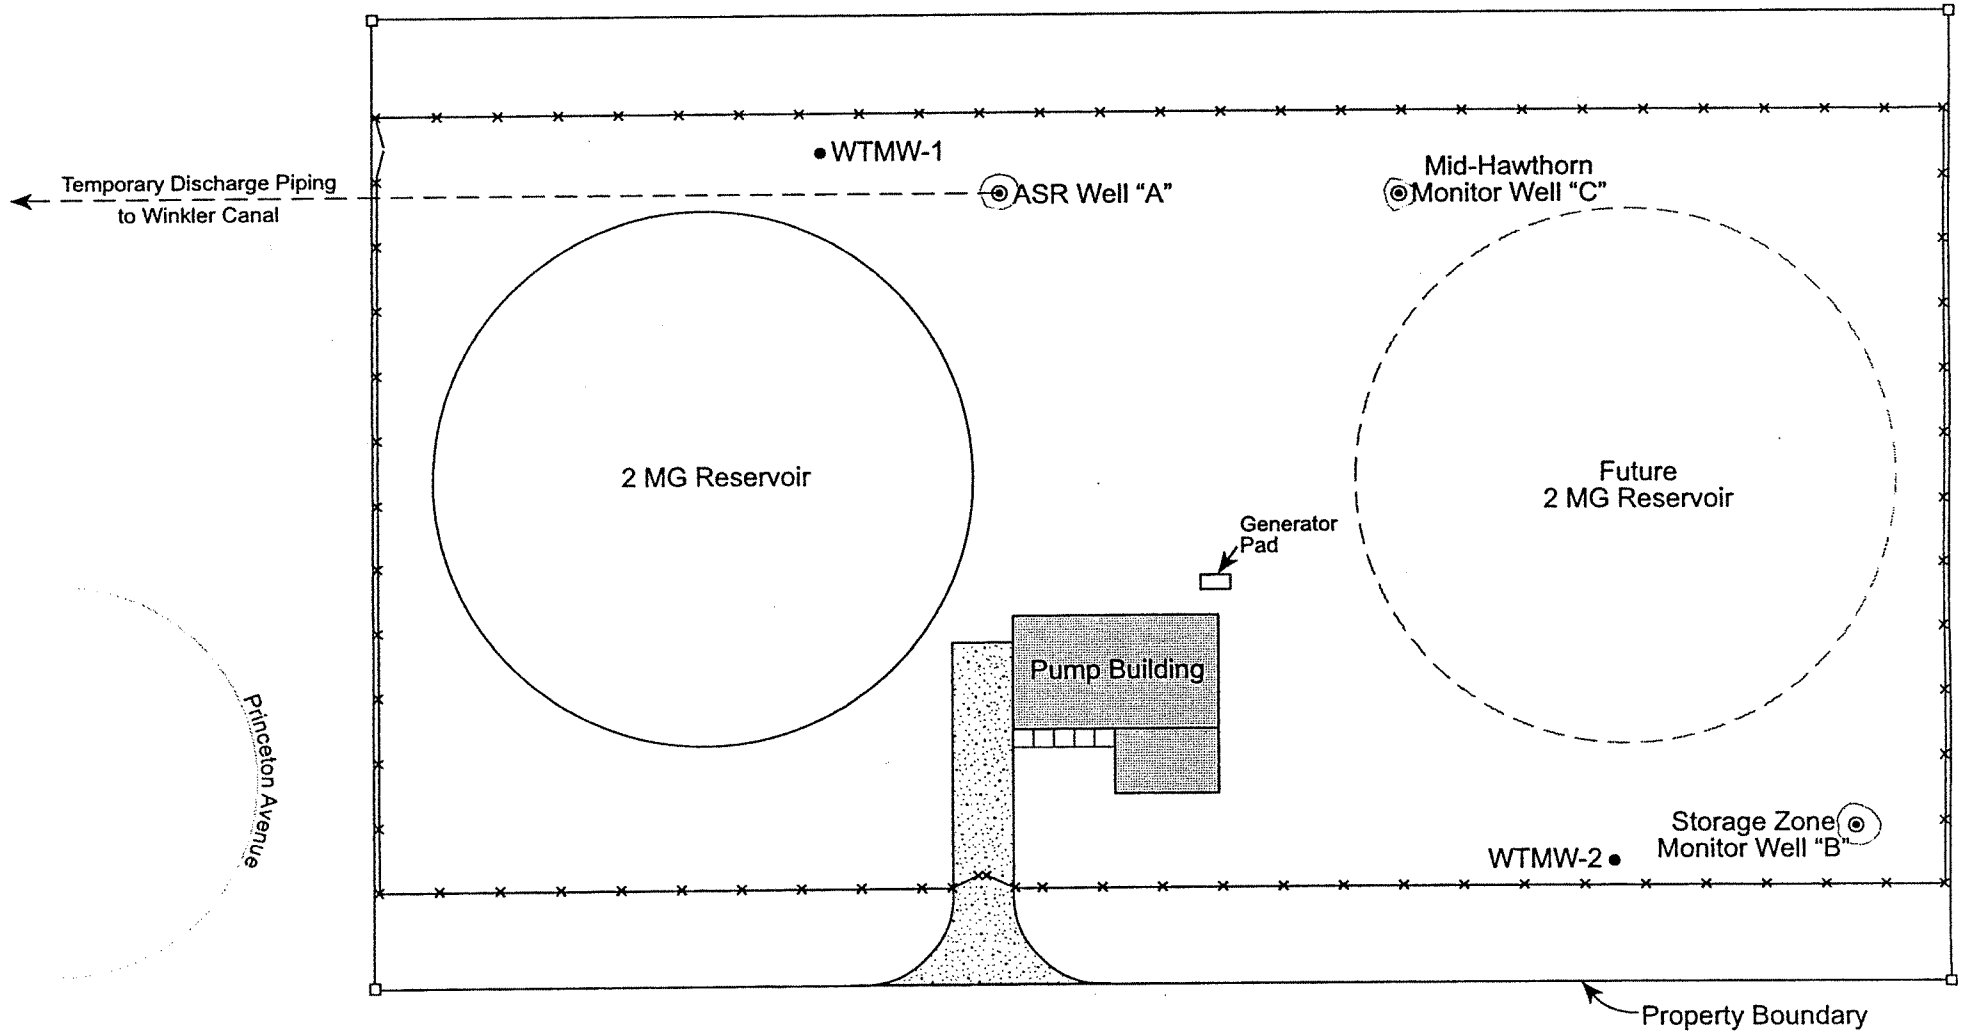 WTMW-1
Temporary Discharge Piping
to Winkler Canal
ASR Well “A”
Mid-Hawthorn
Monitor Well “C”
2 MG Reservoir
Future
2 MG Reservoir
Generator
Pad
Pump Building
Princeton Avenue
Storage Zone
Monitor Well “B”
WTMW-2
Property Boundary